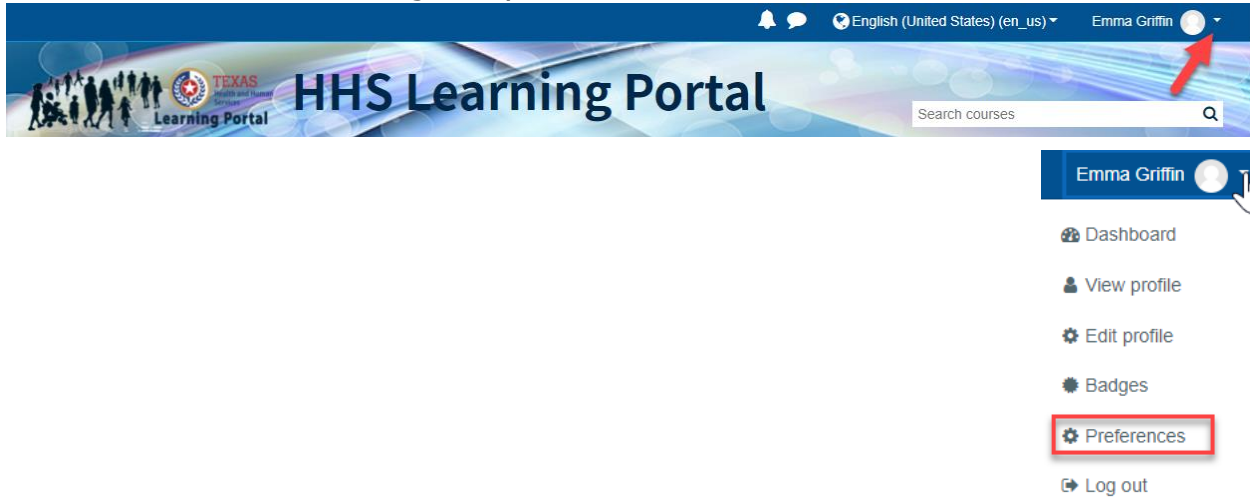 English (United States) (en_us)
Emma Griffin
TEXAS
Health and Human
Services
Learning Portal
HHS Learning Portal
Search courses
Emma Griffin
Dashboard
View profile
Edit profile
Badges
Preferences
Log out